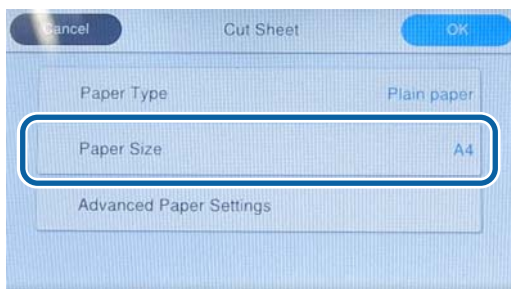 Cancel Cut Sheet OK
Paper Type Plain paper
Paper Size A4
Advanced Paper Settings